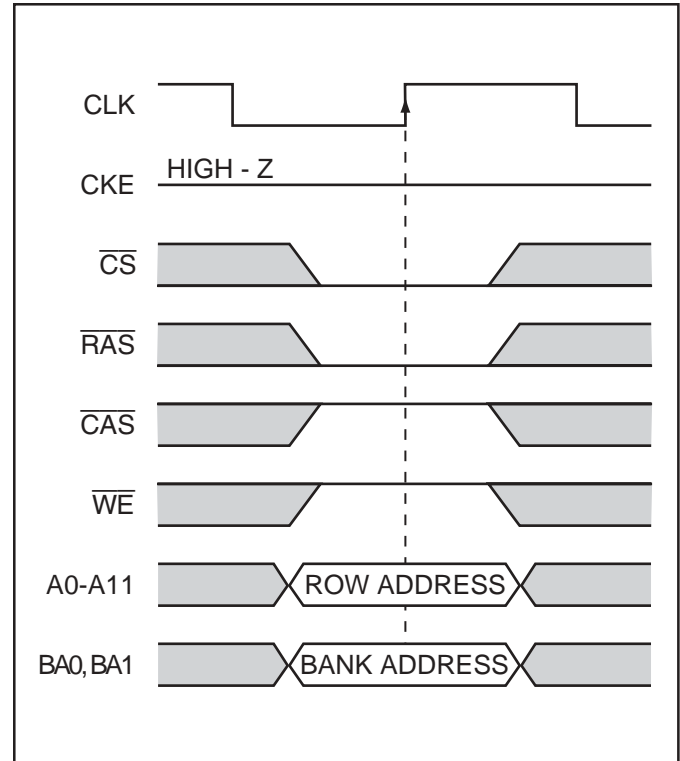 CLK
CKE HIGH - Z
CS
RAS
CAS
WE
A0-A11 ROW ADDRESS
BA0, BA1 BANK ADDRESS